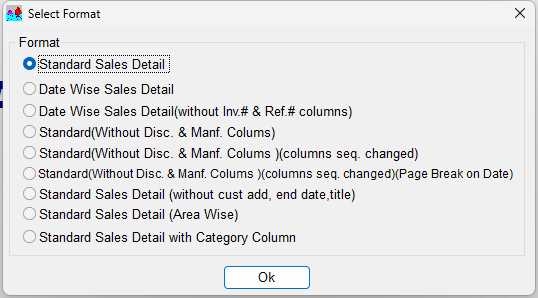 Select Format
Format
Standard Sales Detail
Date Wise Sales Detail
Date Wise Sales Detail(without Inv.# & Ref.# columns)
Standard(Without Disc. & Manf. Colums)
Standard(Without Disc. & Manf. Colums )(columns seq. changed)
Standard(Without Disc. & Manf. Colums )(columns seq. changed)(Page Break on Date)
Standard Sales Detail (without cust add, end date,title)
Standard Sales Detail (Area Wise)
Standard Sales Detail with Category Column
Ok